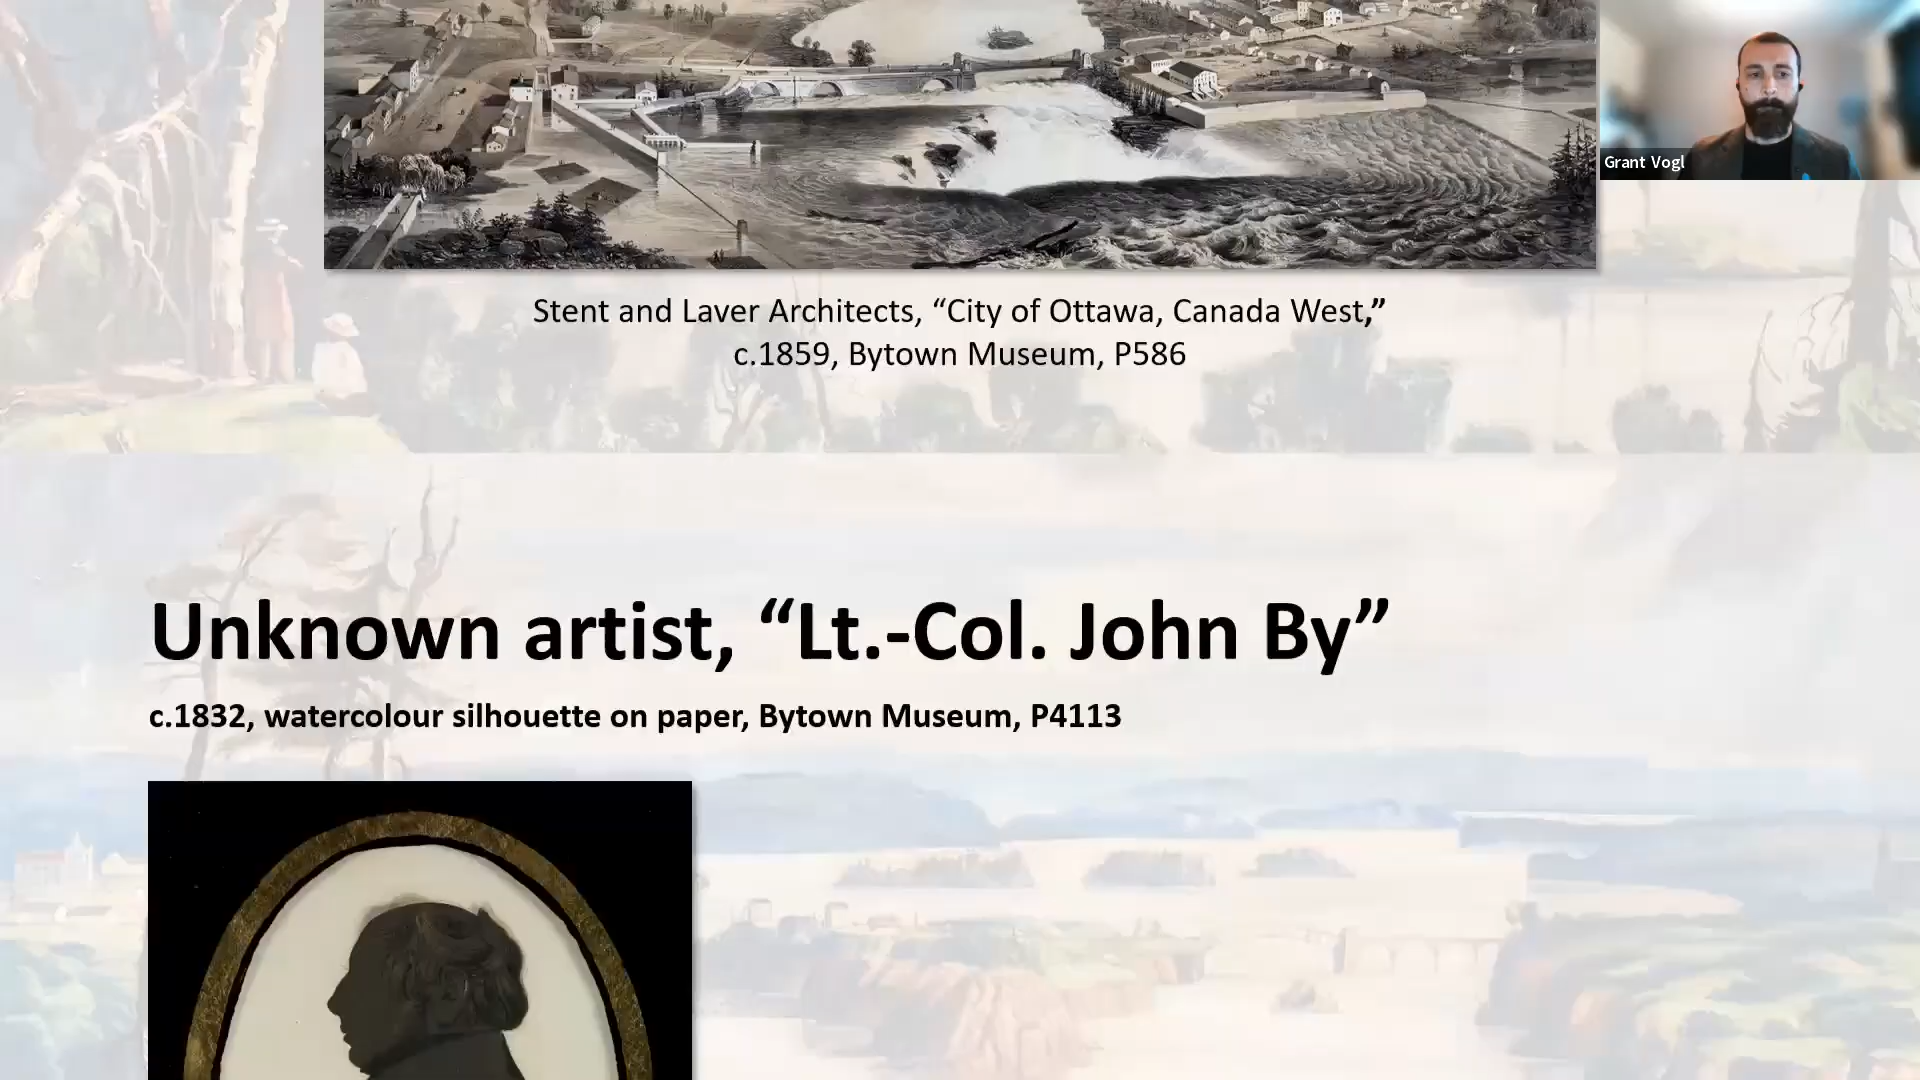 Grant Vogl
Stent and Laver Architects, “City of Ottawa, Canada West,”
c.1859, Bytown Museum, P586
Unknown artist, “Lt.-Col. John By”
c.1832, watercolour silhouette on paper, Bytown Museum, P4113